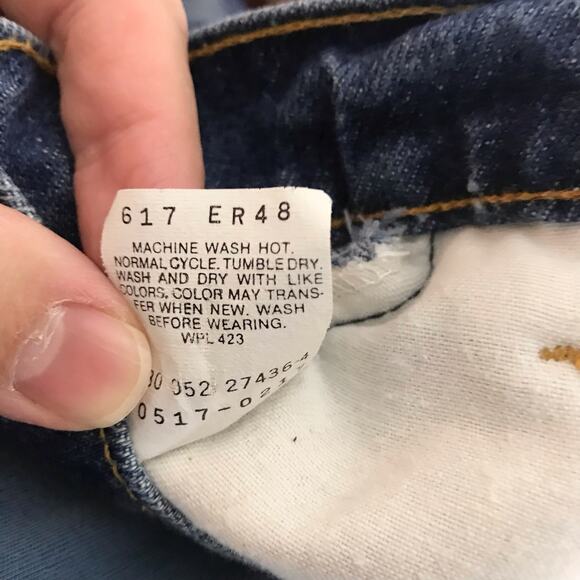 617 ER48
MACHINE WASH HOT.
NORMAL CYCLE. TUMBLE DRY.
WASH AND DRY WITH LIKE
COLORS. COLOR MAY TRANS-
FER WHEN NEW. WASH
BEFORE WEARING.
WPL 423
052 27436-4
0517-02